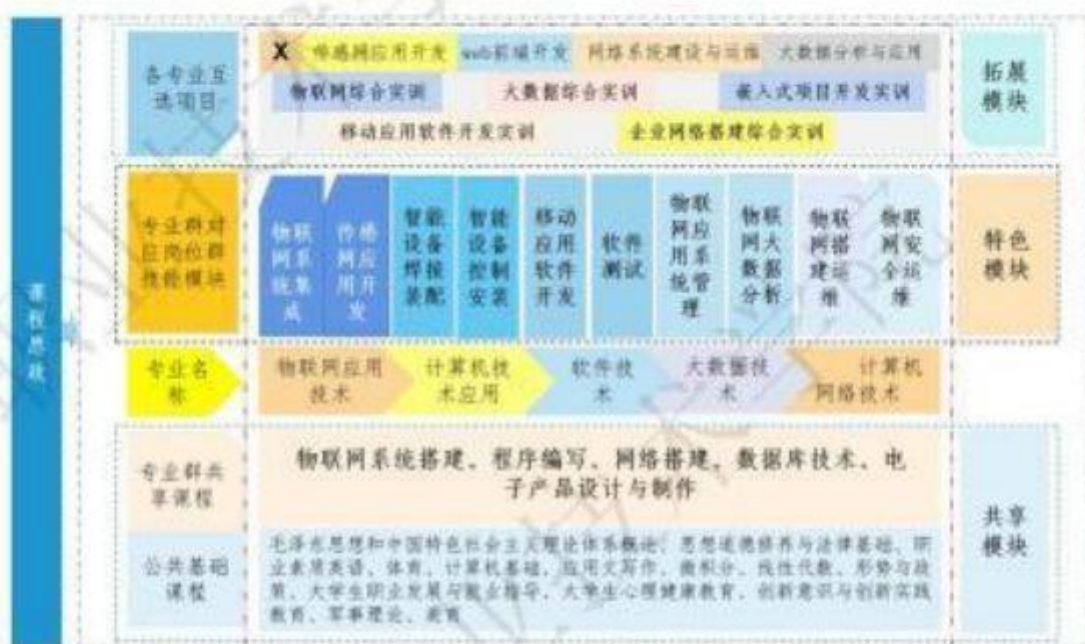 各专业互
选项目
X 传感网应用开发 web前端开发 网络系统建设与运维 大数据分析与应用
物联网综合实训 大数据综合实训 嵌入式项目开发实训
移动应用软件开发实训 企业网络搭建综合实训
拓展
模块
专业群对
应岗位群
技能模块
物联
网系
统集
成
传感
网应
用开
发
智能
设备
焊接
装配
智能
设备
控制
安装
移动
应用
软件
开发
软件
测试
物联
网应
用系
统管
理
物联
网大
数据
分析
物联
网搭
建运
维
物联
网安
全运
维
特色
模块
课程思政
专业名
称
物联网应用
技术
计算机技
术应用
软件技
术
大数据技
术
计算机
网络技术
专业群共
享课程
物联网系统搭建、程序编写、网络搭建、数据库技术、电
子产品设计与制作
公共基础
课程
毛泽东思想和中国特色社会主义理论体系概论、思想道德修养与法律基础、职
业素质英语、体育、计算机基础、应用文写作、微积分、线性代数、形势与政
策、大学生职业发展与就业指导、大学生心理健康教育、创新意识与创新实践
教育、军事理论、美育
共享
模块